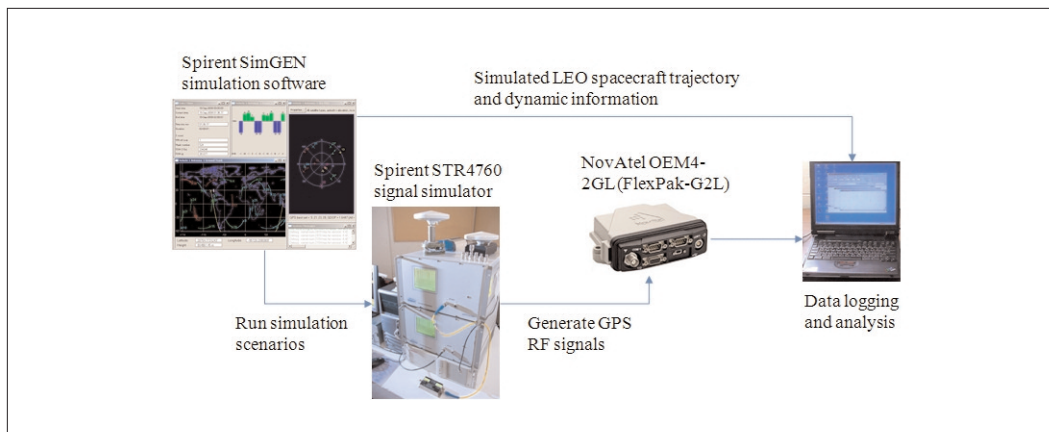 Spirent SimGEN
simulation software
Simulated LEO spacecraft trajectory
and dynamic information
Spirent STR4760
signal simulator
NovAtel OEM4-
2GL (FlexPak-G2L)
Run simulation
scenarios
Generate GPS
RF signals
Data logging
and analysis